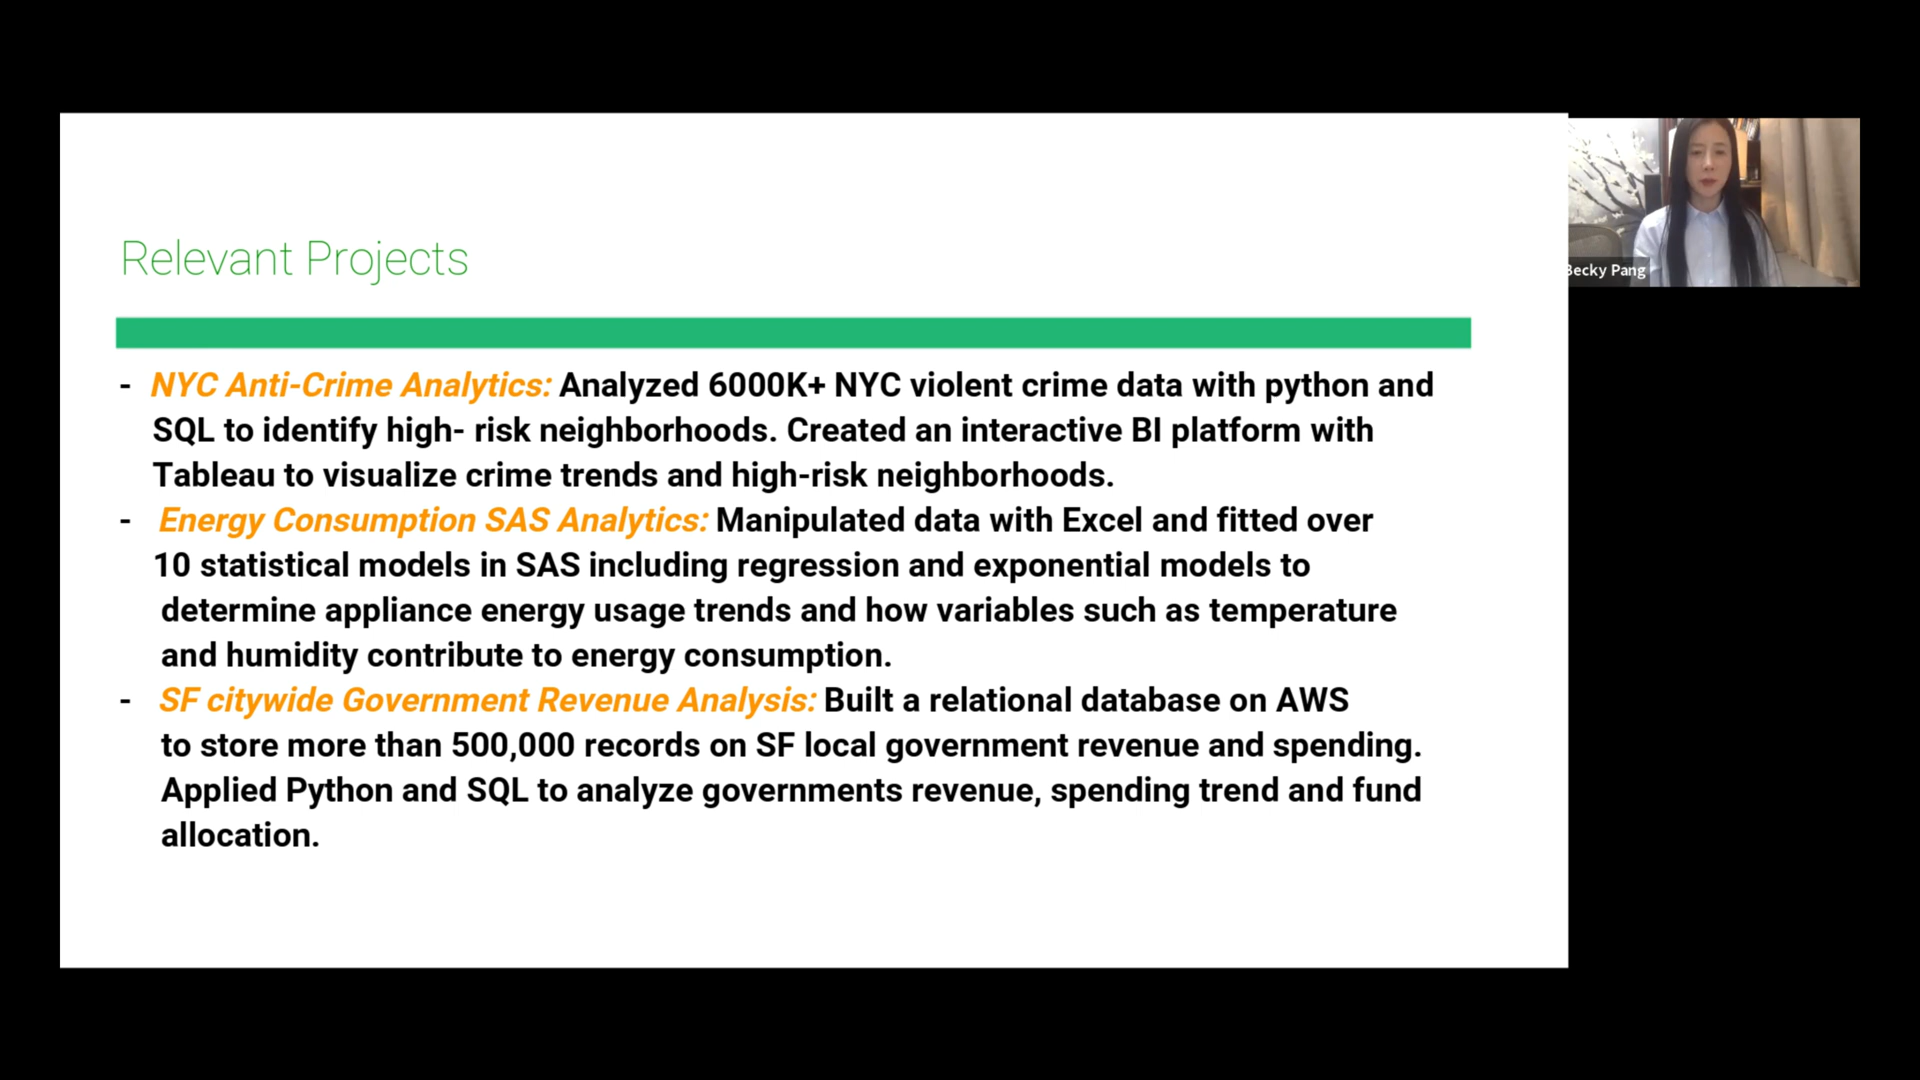 Relevant Projects
- NYC Anti-Crime Analytics: Analyzed 6000K+ NYC violent crime data with python and
SQL to identify high- risk neighborhoods. Created an interactive BI platform with
Tableau to visualize crime trends and high-risk neighborhoods.
- Energy Consumption SAS Analytics: Manipulated data with Excel and fitted over
10 statistical models in SAS including regression and exponential models to
determine appliance energy usage trends and how variables such as temperature
and humidity contribute to energy consumption.
- SF citywide Government Revenue Analysis: Built a relational database on AWS
to store more than 500,000 records on SF local government revenue and spending.
Applied Python and SQL to analyze governments revenue, spending trend and fund
allocation.
Becky Pang